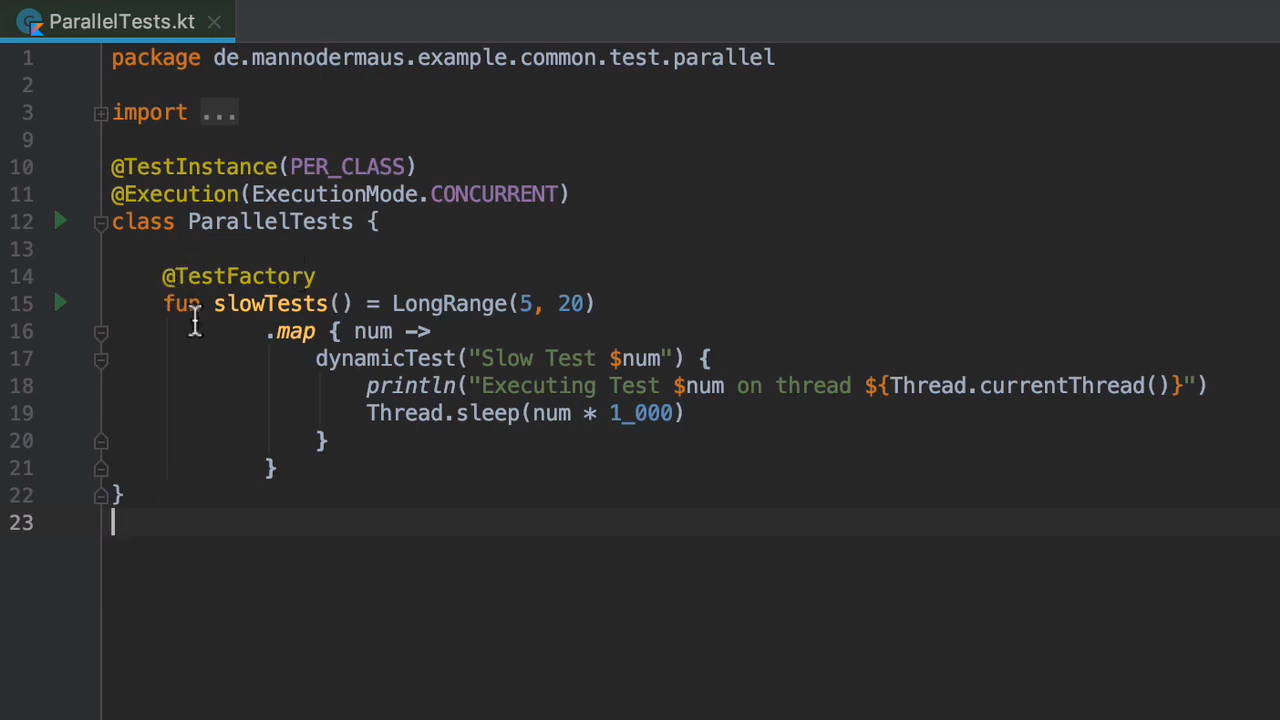 ParallelTests.kt
1 package de.mannodermaus.example.common.test.parallel
2
3 import ...
9
10 @TestInstance(PER_CLASS)
11 @Execution(ExecutionMode.CONCURRENT)
12 class ParallelTests {
13
14 @TestFactory
15 fun slowTests() = LongRange(5, 20)
16 .map { num ->
17 dynamicTest("Slow Test $num") {
18 println("Executing Test $num on thread ${Thread.currentThread()}")
19 Thread.sleep(num * 1_000)
20 }
21 }
22 }
23